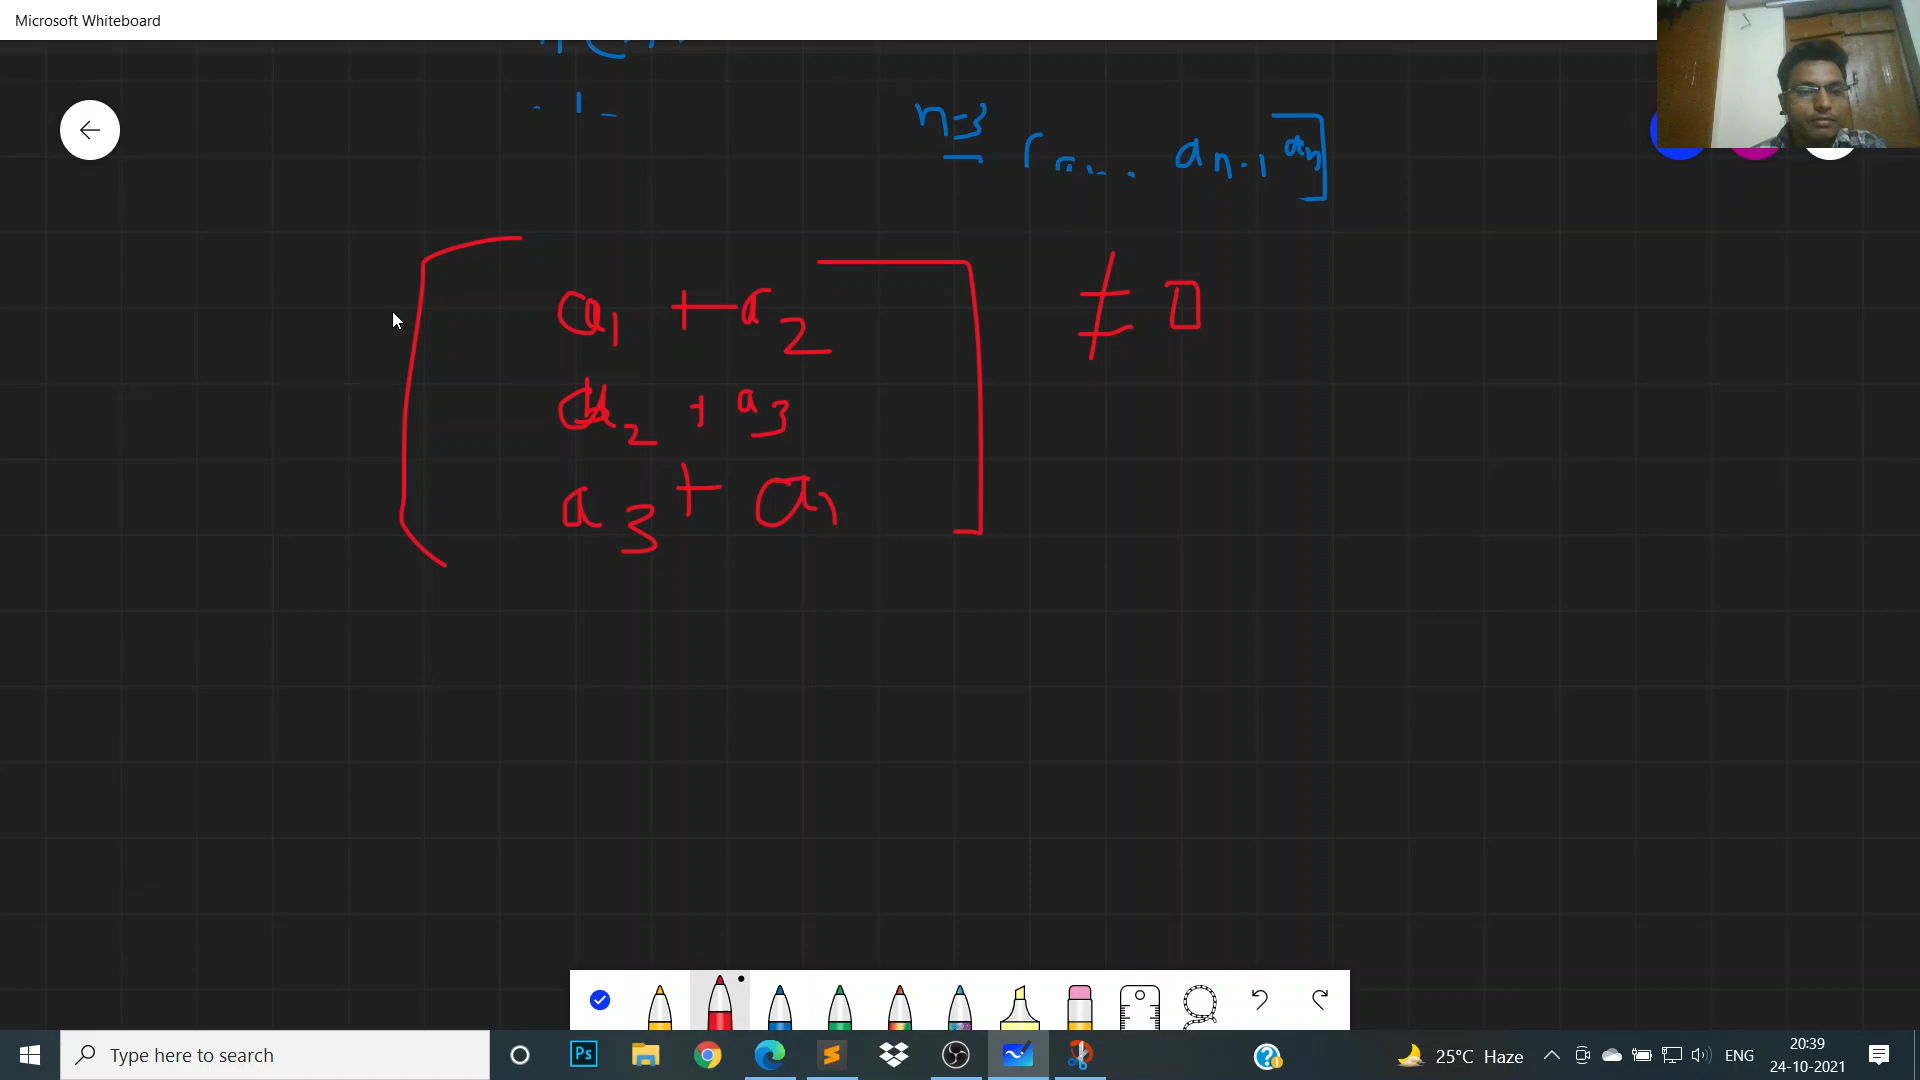 Microsoft Whiteboard
n=3
a n-1 an
a1 + a2
≠ 0
a2 + a3
a3 + a1
Ps
Type here to search
25°C Haze
ENG
20:39
24-10-2021